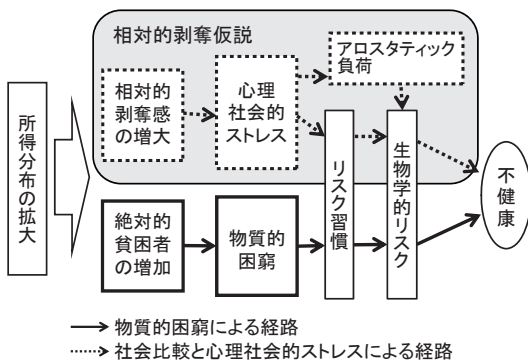 相対的剥奪仮説
アロスタティック
負荷
相対的
剥奪感
の増大
心理
社会的
ストレス
所得分布の拡大
リスク習慣
生物学的リスク
不健康
絶対的
貧困者
の増加
物質的
困窮
物質的困窮による経路
社会比較と心理社会的ストレスによる経路